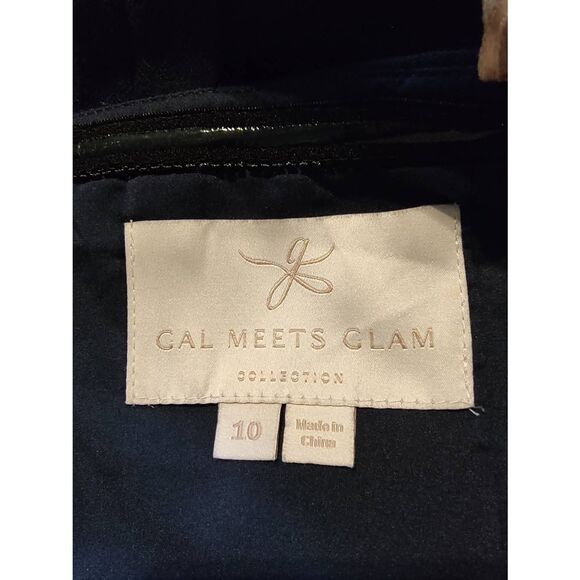 g
GAL MEETS GLAM
COLLECTION
10
Made in
China